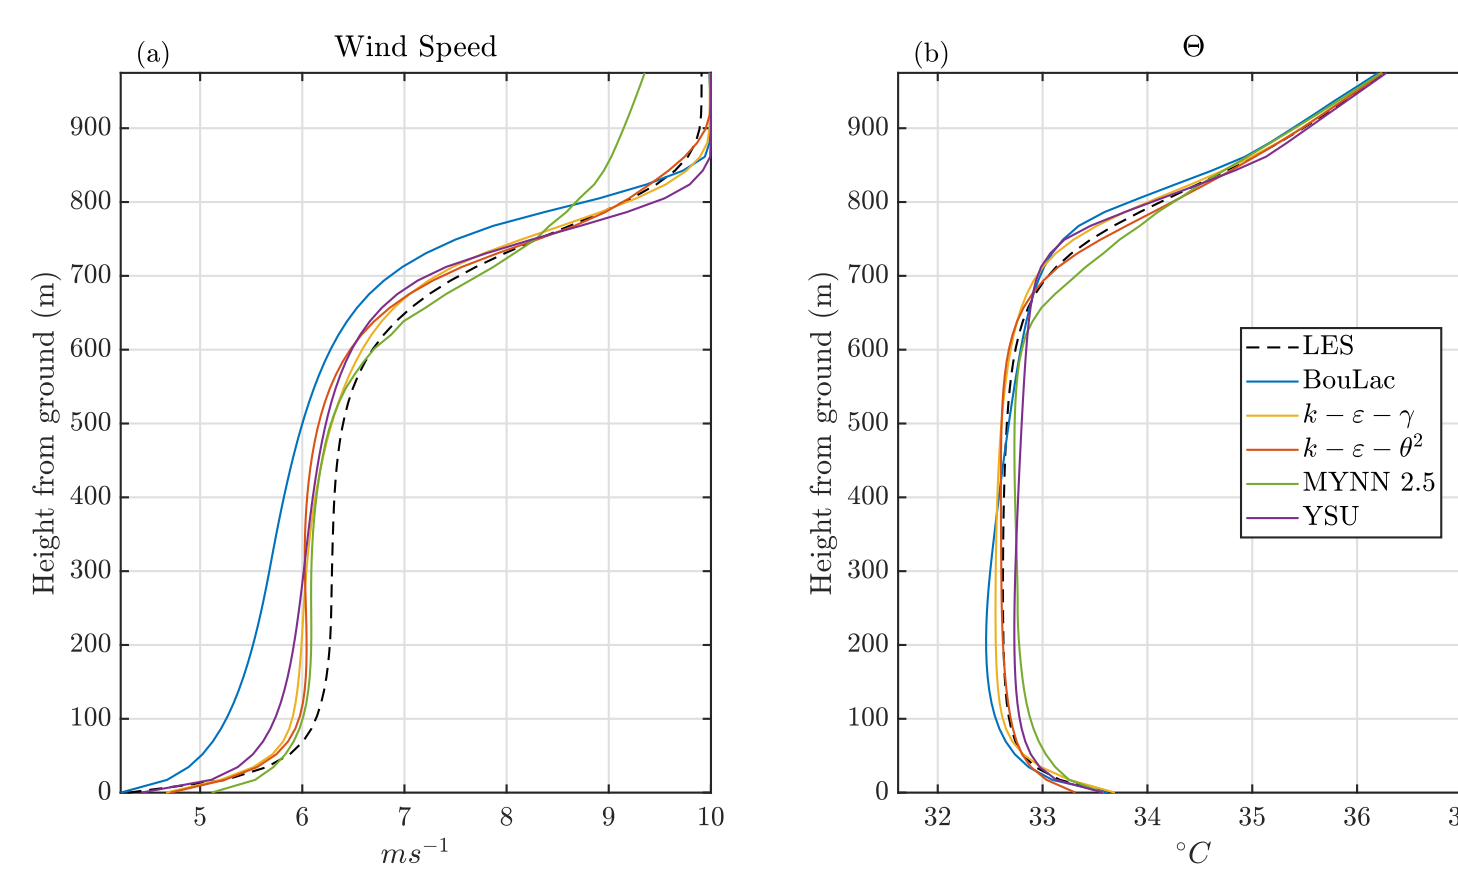 (a) Wind Speed
Height from ground (m)
900
800
700
600
500
400
300
200
100
0
5 6 7 8 9 10
ms⁻¹
(b) Θ
Height from ground (m)
900
800
700
600
500
400
300
200
100
0
32 33 34 35 36
°C
LES
BouLac
k − ε − γ
k − ε − θ²
MYNN 2.5
YSU